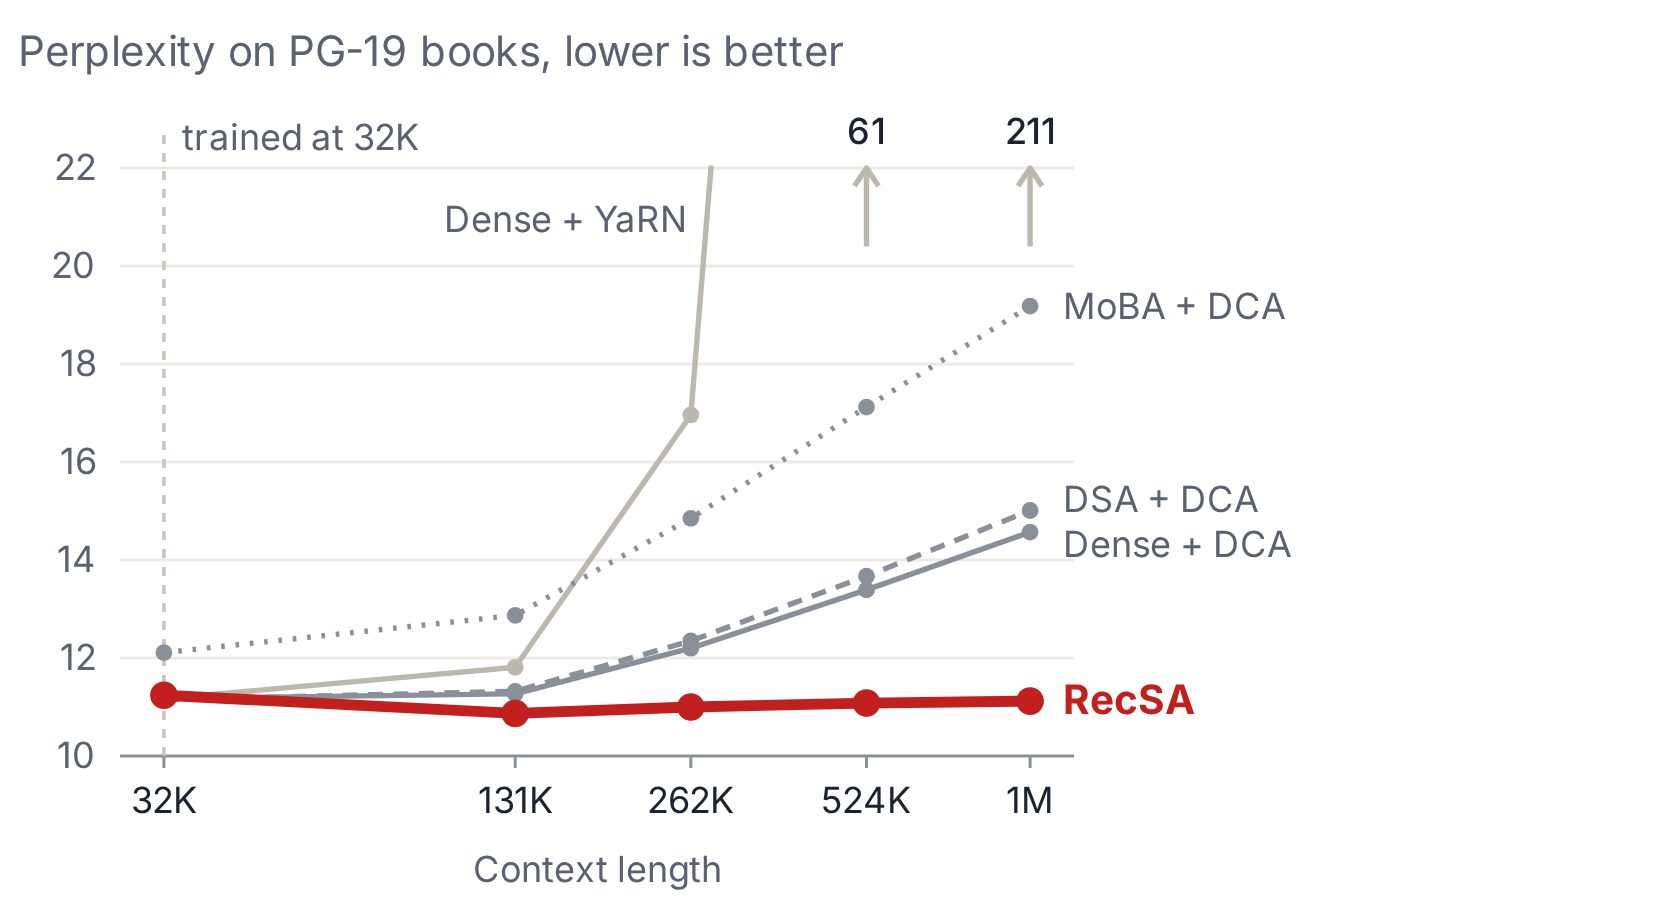 Perplexity on PG-19 books, lower is better
trained at 32K
61
211
22
Dense + YaRN
20
MoBA + DCA
18
16
DSA + DCA
Dense + DCA
14
12
RecSA
10
32K
131K
262K
524K
1M
Context length